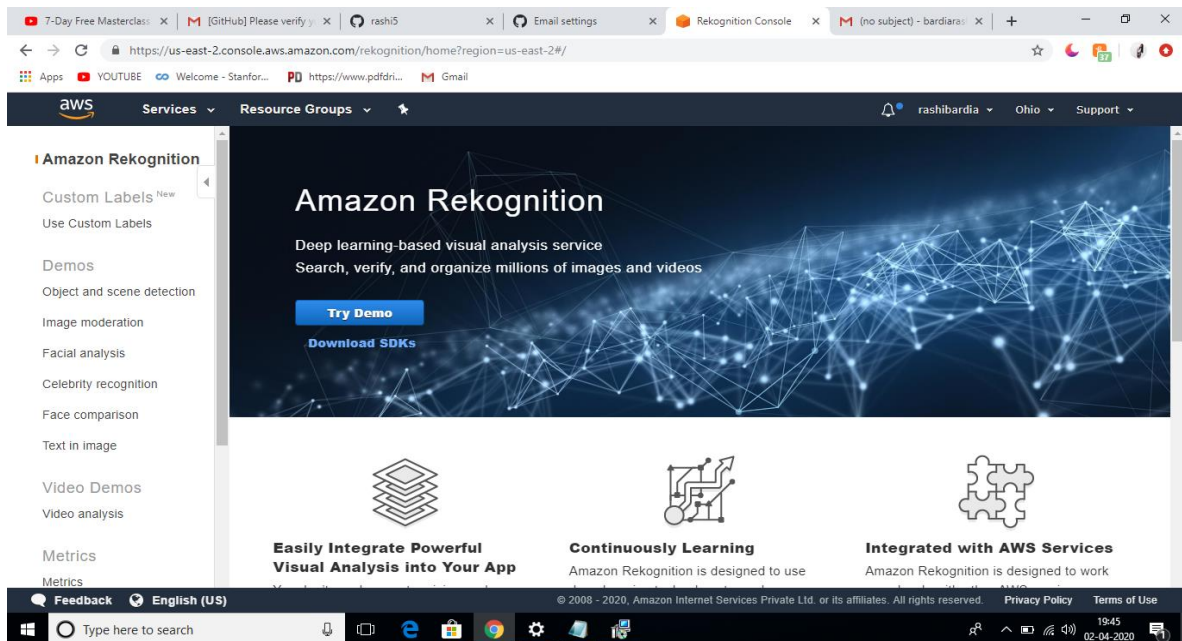 7-Day Free Masterclass
[GitHub] Please verify y
rashi5
Email settings
Rekognition Console
(no subject) - bardiaras
https://us-east-2.console.aws.amazon.com/rekognition/home?region=us-east-2#/
37
Apps YOUTUBE Welcome - Stanfor... PD https://www.pdfdri... Gmail
aws Services Resource Groups rashibardia Ohio Support
Amazon Rekognition
Custom Labels New
Use Custom Labels
Demos
Object and scene detection
Image moderation
Facial analysis
Celebrity recognition
Face comparison
Text in image
Video Demos
Video analysis
Metrics
Metrics
Amazon Rekognition
Deep learning-based visual analysis service
Search, verify, and organize millions of images and videos
Try Demo
Download SDKs
Easily Integrate Powerful
Visual Analysis into Your App
Continuously Learning
Amazon Rekognition is designed to use
Integrated with AWS Services
Amazon Rekognition is designed to work
Feedback English (US) © 2008 - 2020, Amazon Internet Services Private Ltd. or its affiliates. All rights reserved. Privacy Policy Terms of Use
Type here to search
19:45
02-04-2020